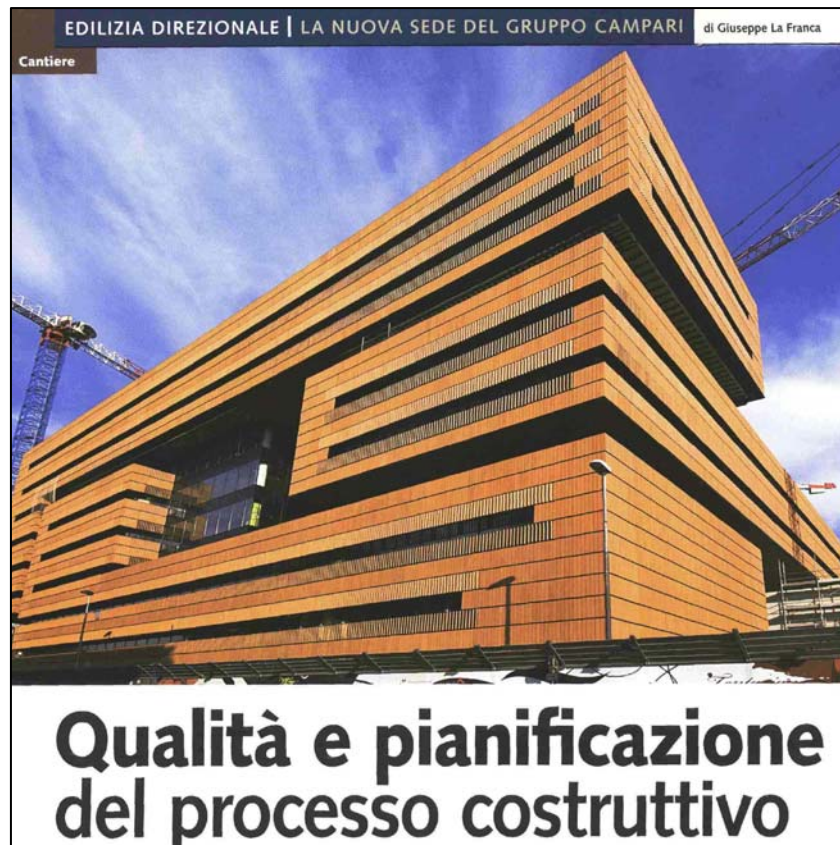 EDILIZIA DIREZIONALE | LA NUOVA SEDE DEL GRUPPO CAMPARI di Giuseppe La Franca
Cantiere
Qualità e pianificazione
del processo costruttivo